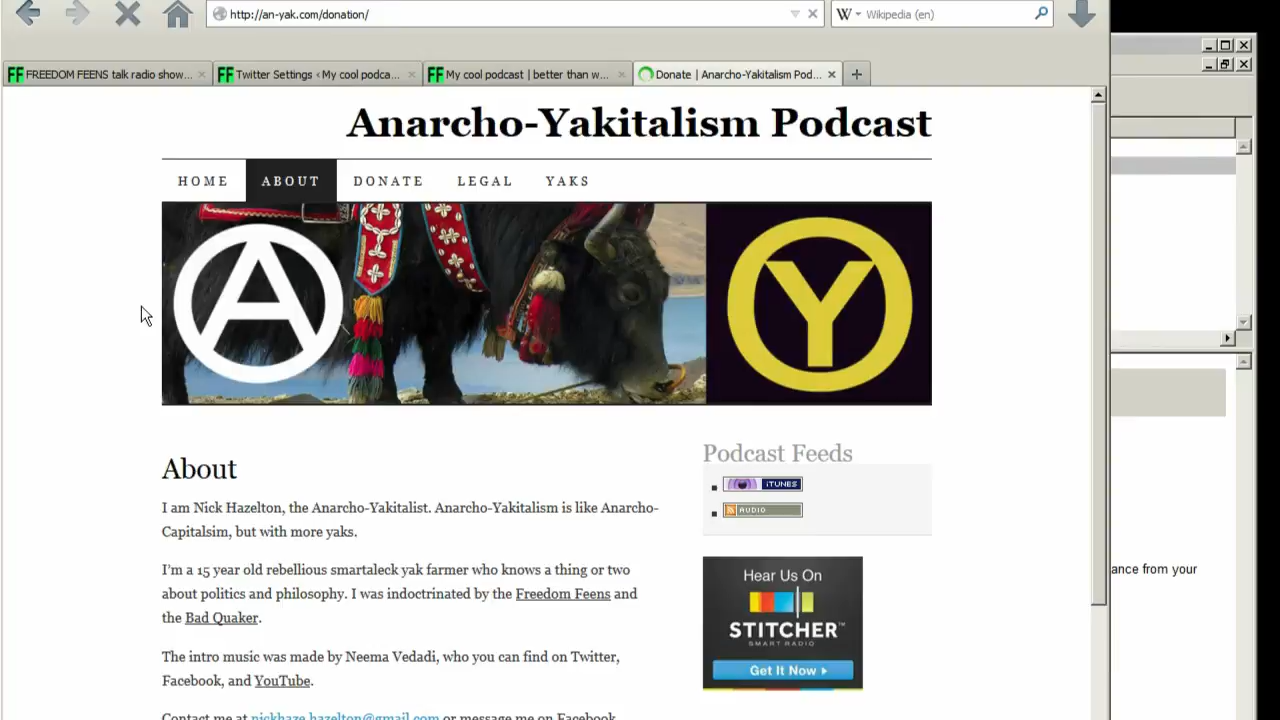 http://an-yak.com/donation/
W Wikipedia (en)
FF FREEDOM FEENS talk radio show...
FF Twitter Settings ‹ My cool podca...
FF My cool podcast | better than w...
Donate | Anarcho-Yakitalism Pod...
Anarcho-Yakitalism Podcast
HOME ABOUT DONATE LEGAL YAKS
A
Y
About
I am Nick Hazelton, the Anarcho-Yakitalist. Anarcho-Yakitalism is like Anarcho-
Capitalsim, but with more yaks.
I'm a 15 year old rebellious smartaleck yak farmer who knows a thing or two
about politics and philosophy. I was indoctrinated by the Freedom Feens and
the Bad Quaker.
The intro music was made by Neema Vedadi, who you can find on Twitter,
Facebook, and YouTube.
Contact me at nickhaze.hazelton@gmail.com or message me on Facebook
Podcast Feeds
iTUNES
AUDIO
Hear Us On
STITCHER™
SMART RADIO
Get It Now
ance from your